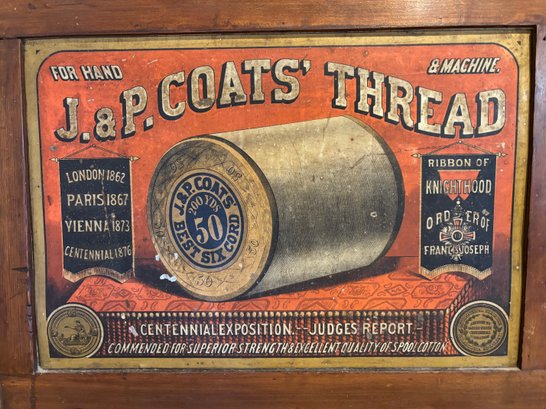 FOR HAND & MACHINE.
J. & P. COATS' THREAD
LONDON 1862
PARIS 1867
VIENNA 1873
CENTENNIAL 1876
J. & P. COATS
200 YDS
50
BEST SIX CORD
50
RIBBON OF
KNIGHTHOOD
ORDER OF
FRANCIS JOSEPH
CENTENNIAL EXPOSITION.—JUDGES REPORT—
COMMENDED FOR SUPERIOR STRENGTH & EXCELLENT QUALITY OF SPOOL COTTON.